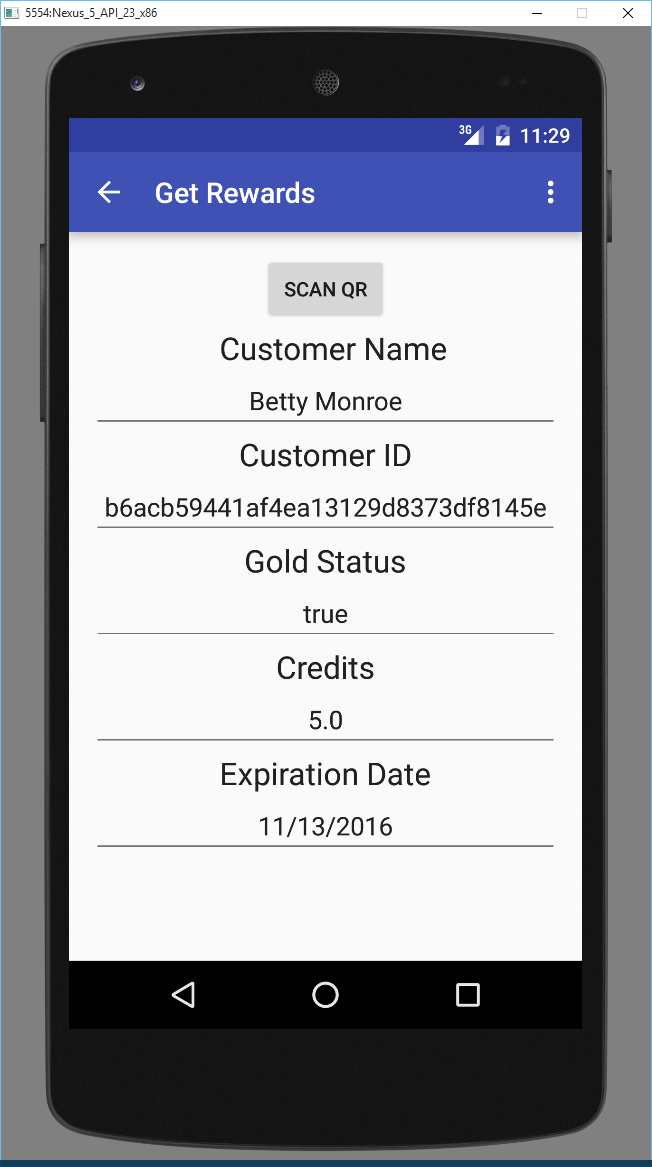 5554:Nexus_5_API_23_x86
3G 11:29
Get Rewards
SCAN QR
Customer Name
Betty Monroe
Customer ID
b6acb59441af4ea13129d8373df8145e
Gold Status
true
Credits
5.0
Expiration Date
11/13/2016